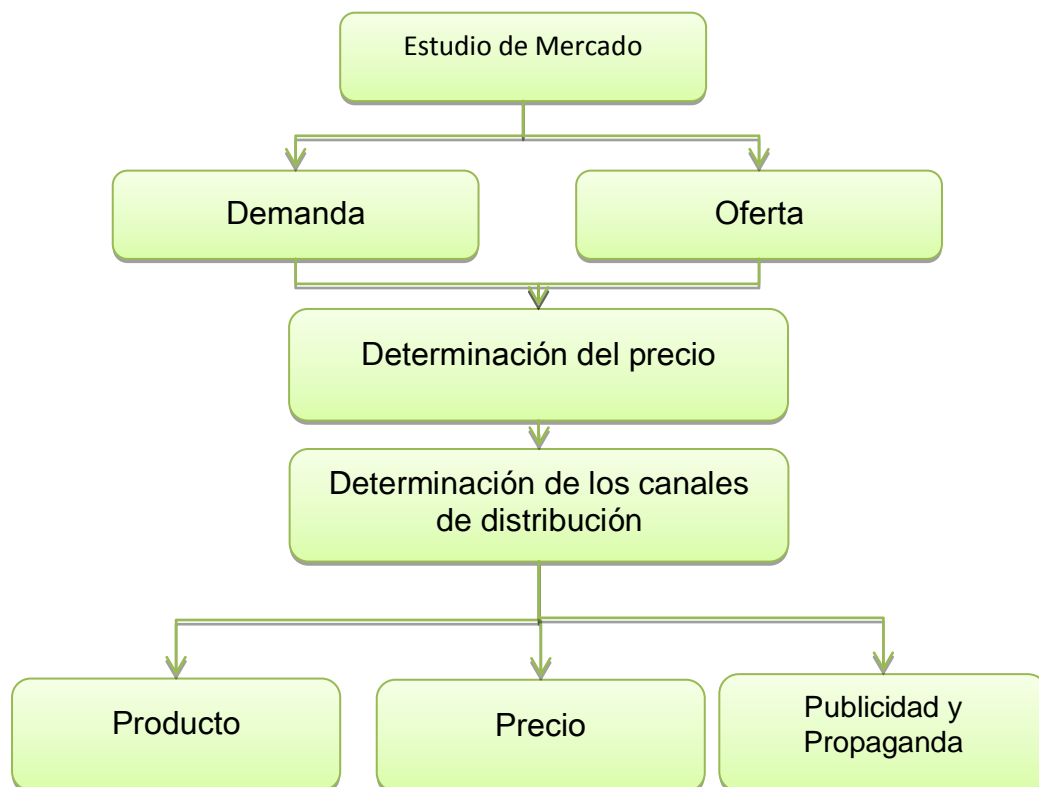 Estudio de Mercado
Demanda
Oferta
Determinación del precio
Determinación de los canales
de distribución
Producto
Precio
Publicidad y
Propaganda